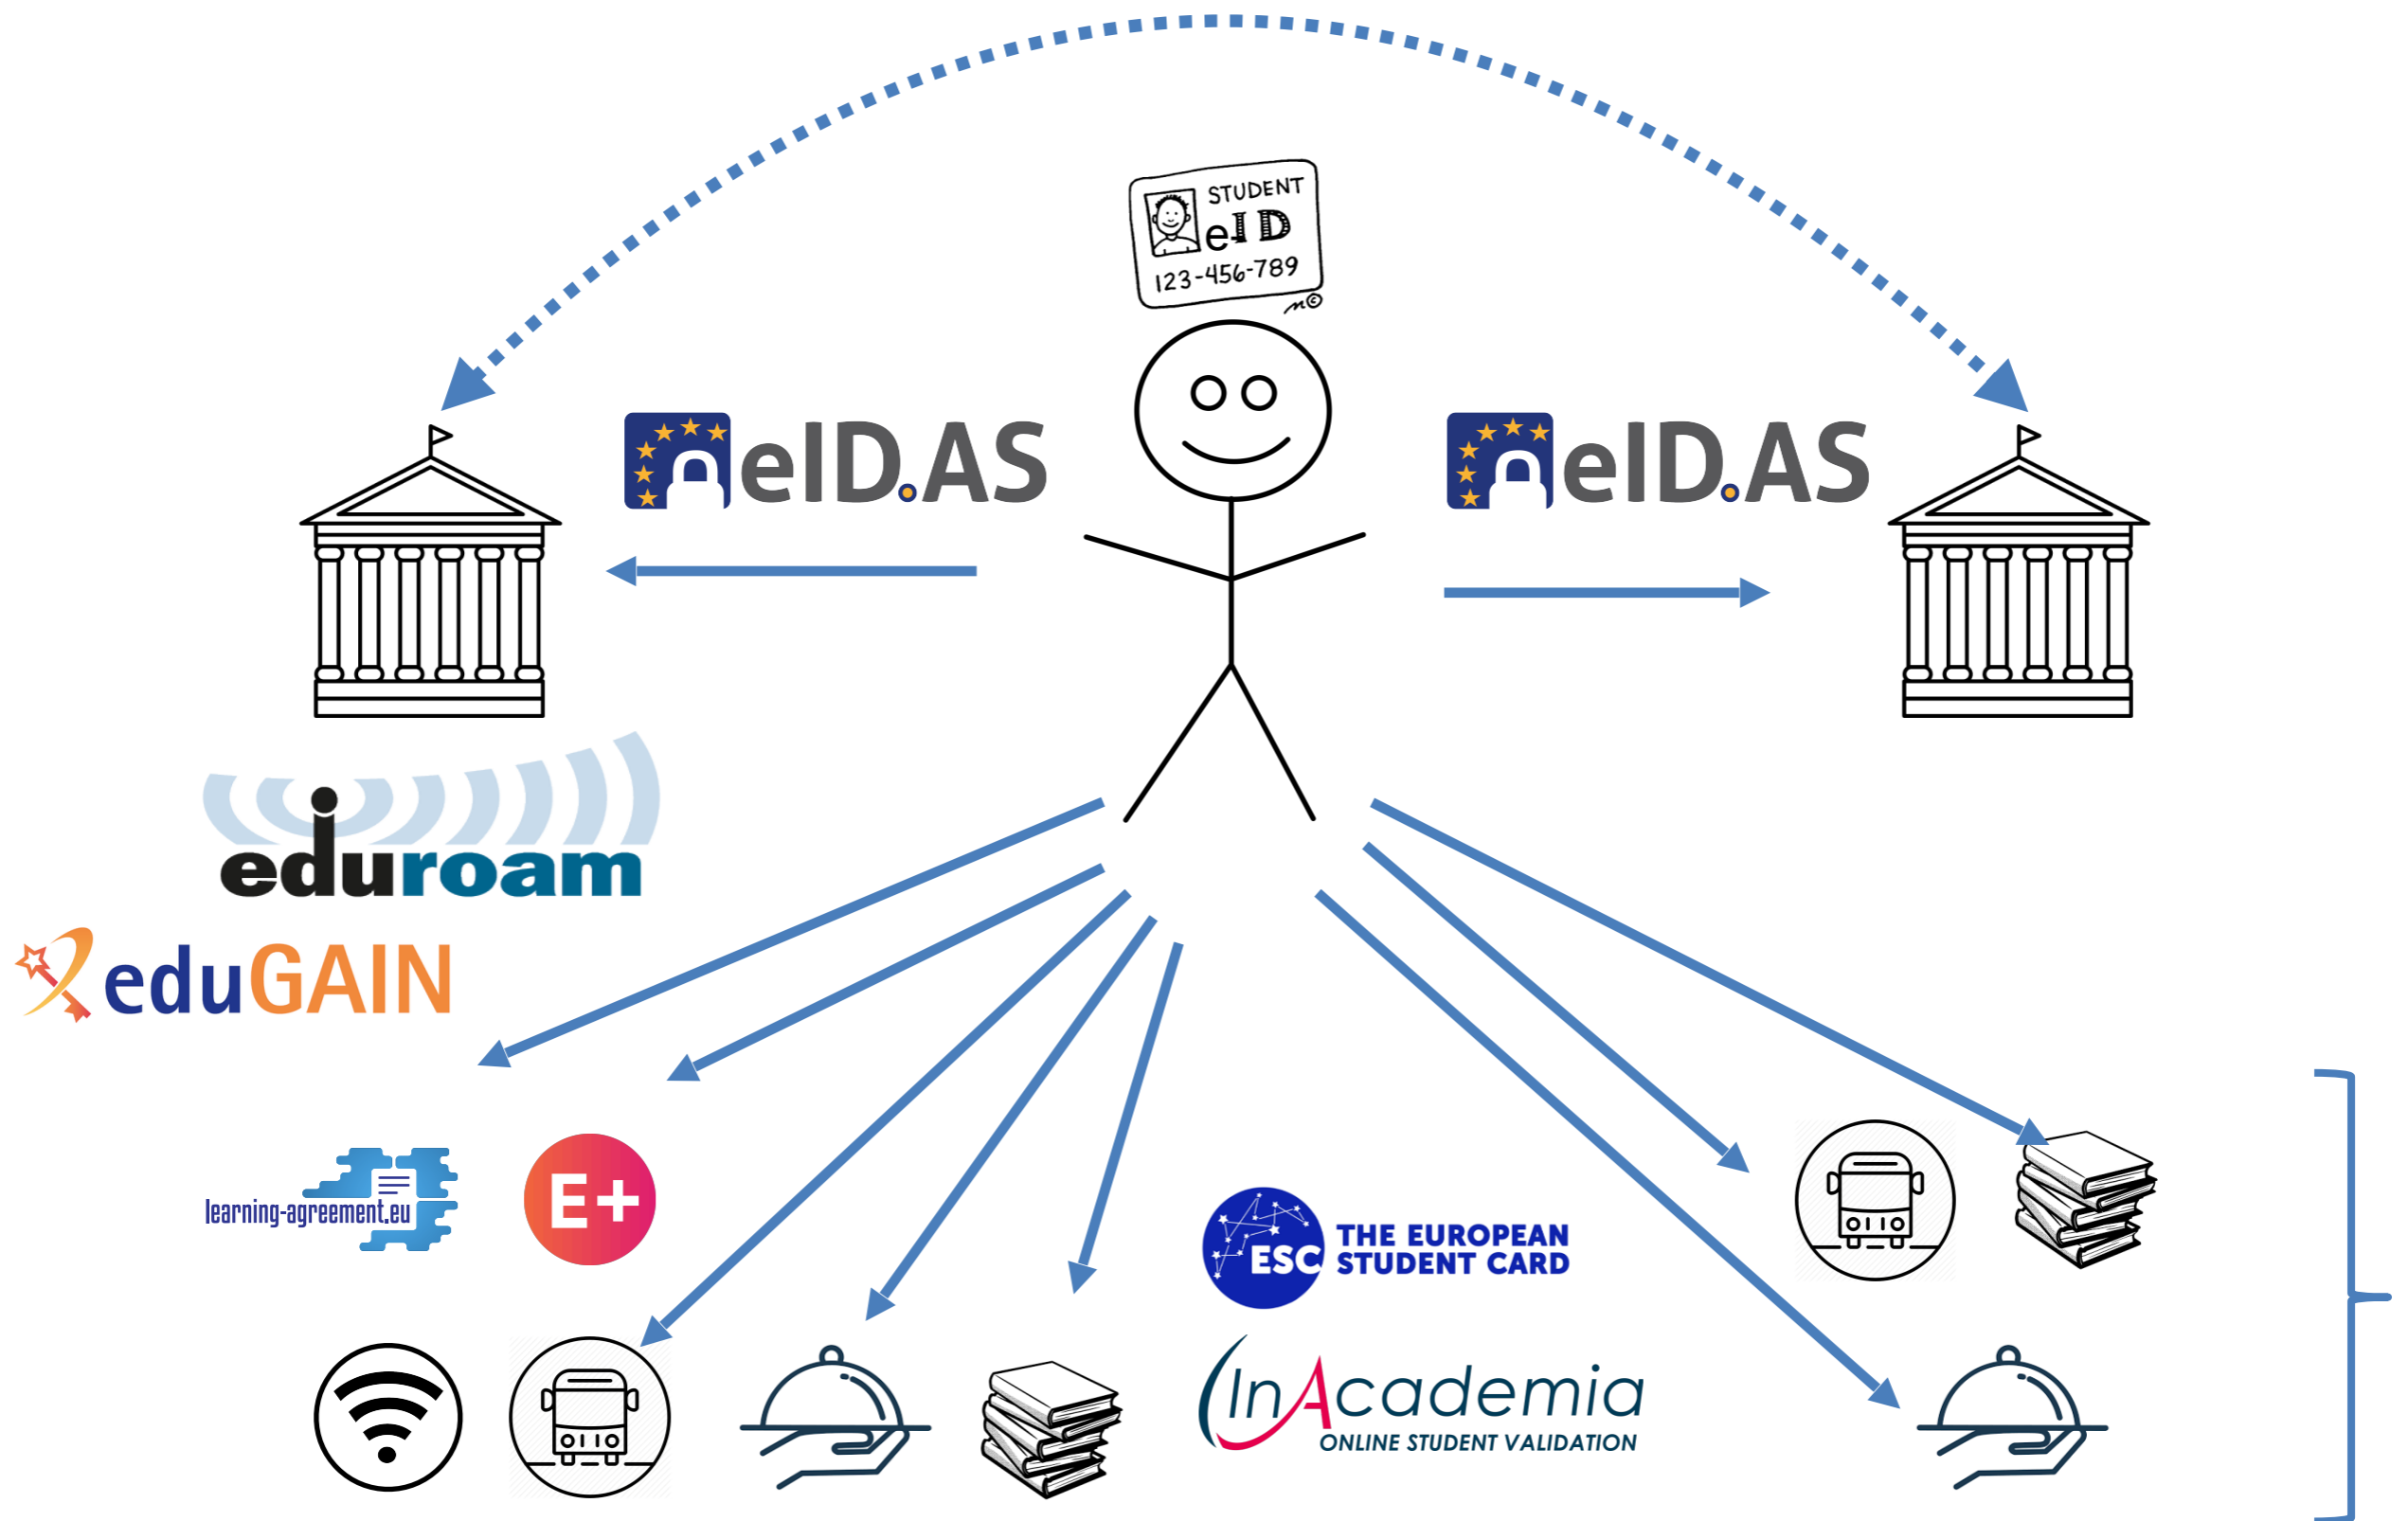 STUDENT
eID
123-456-789
eID.AS
eID.AS
eduroam
eduGAIN
learning-agreement.eu
E+
ESC
THE EUROPEAN
STUDENT CARD
InAcademia
ONLINE STUDENT VALIDATION